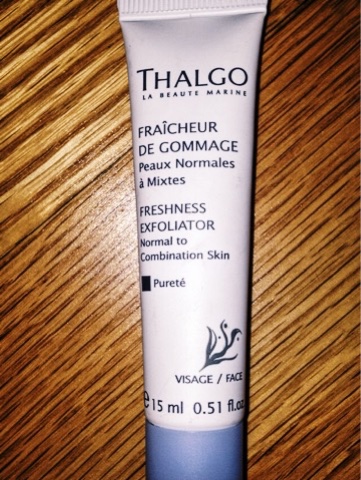 THALGO
LA BEAUTE MARINE
FRAÎCHEUR
DE GOMMAGE
Peaux Normales
à Mixtes
FRESHNESS
EXFOLIATOR
Normal to
Combination Skin
Pureté
VISAGE / FACE
e 15 ml 0.51 fl.oz